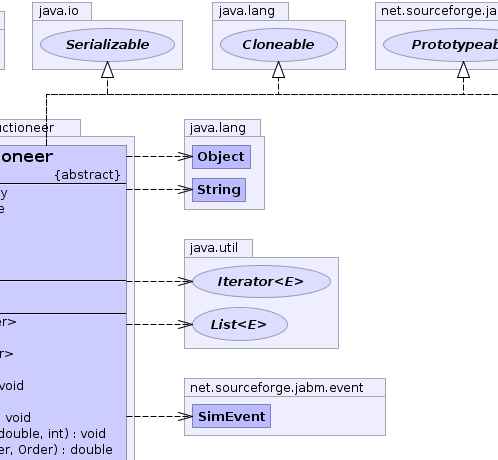 java.io
java.lang
net.sourceforge.ja
Serializable
Cloneable
Prototypeab
uctioneer
java.lang
oneer
Object
{abstract}
String
y
e
java.util
Iterator<E>
er>
List<E>
r>
void
net.sourceforge.jabm.event
) : void
SimEvent
double, int) : void
er, Order) : double